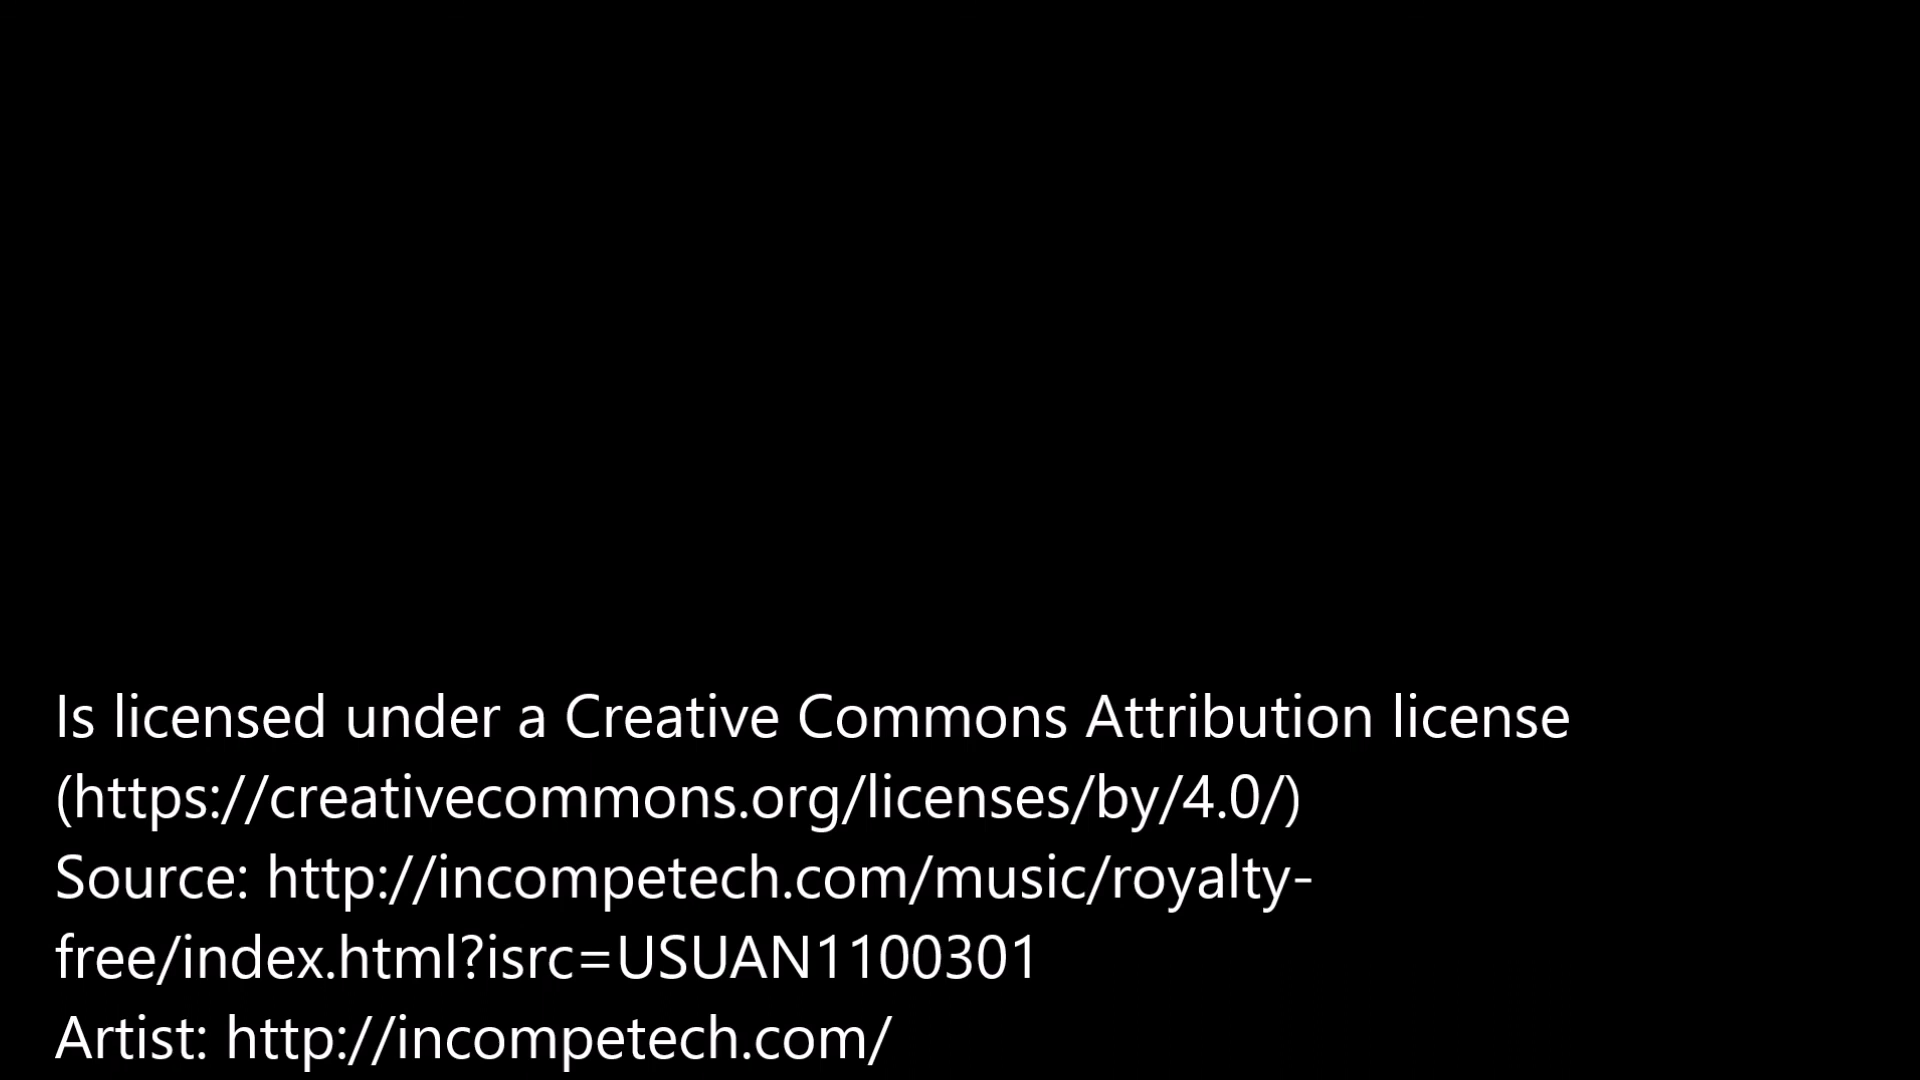 Is licensed under a Creative Commons Attribution license
(https://creativecommons.org/licenses/by/4.0/)
Source: http://incompetech.com/music/royalty-
free/index.html?isrc=USUAN1100301
Artist: http://incompetech.com/